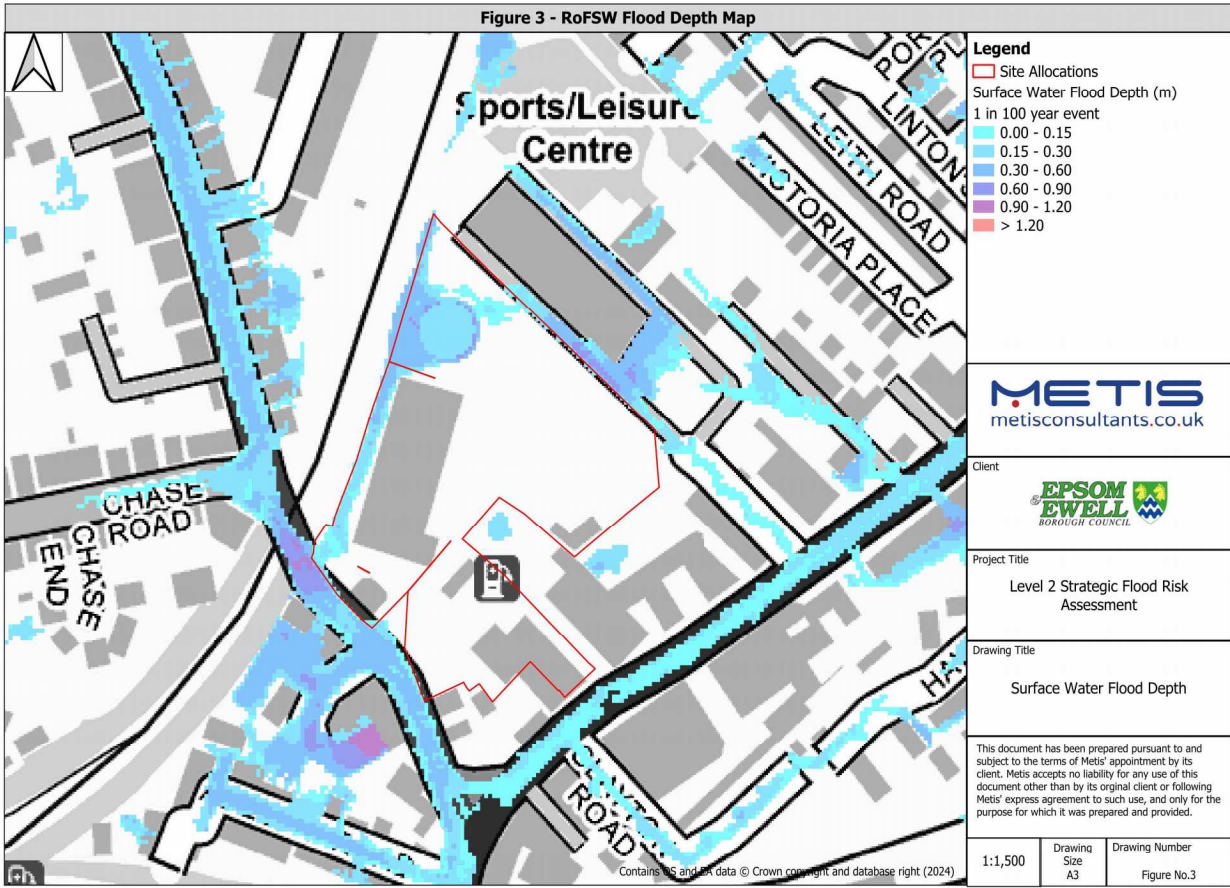 Figure 3 - RoFSW Flood Depth Map
Sports/Leisure
Centre
LEITH ROAD
VICTORIA PLACE
CHASE
ROAD
CHASE
END
ROAD
Contains OS and EA data © Crown copyright and database right (2024)
Legend
Site Allocations
Surface Water Flood Depth (m)
1 in 100 year event
0.00 - 0.15
0.15 - 0.30
0.30 - 0.60
0.60 - 0.90
0.90 - 1.20
> 1.20
METIS
metisconsultants.co.uk
Client
EPSOM
& EWELL
BOROUGH COUNCIL
Project Title
Level 2 Strategic Flood Risk
Assessment
Drawing Title
Surface Water Flood Depth
This document has been prepared pursuant to and
subject to the terms of Metis' appointment by its
client. Metis accepts no liability for any use of this
document other than by its orginal client or following
Metis' express agreement to such use, and only for the
purpose for which it was prepared and provided.
1:1,500
Drawing
Size
A3
Drawing Number
Figure No.3